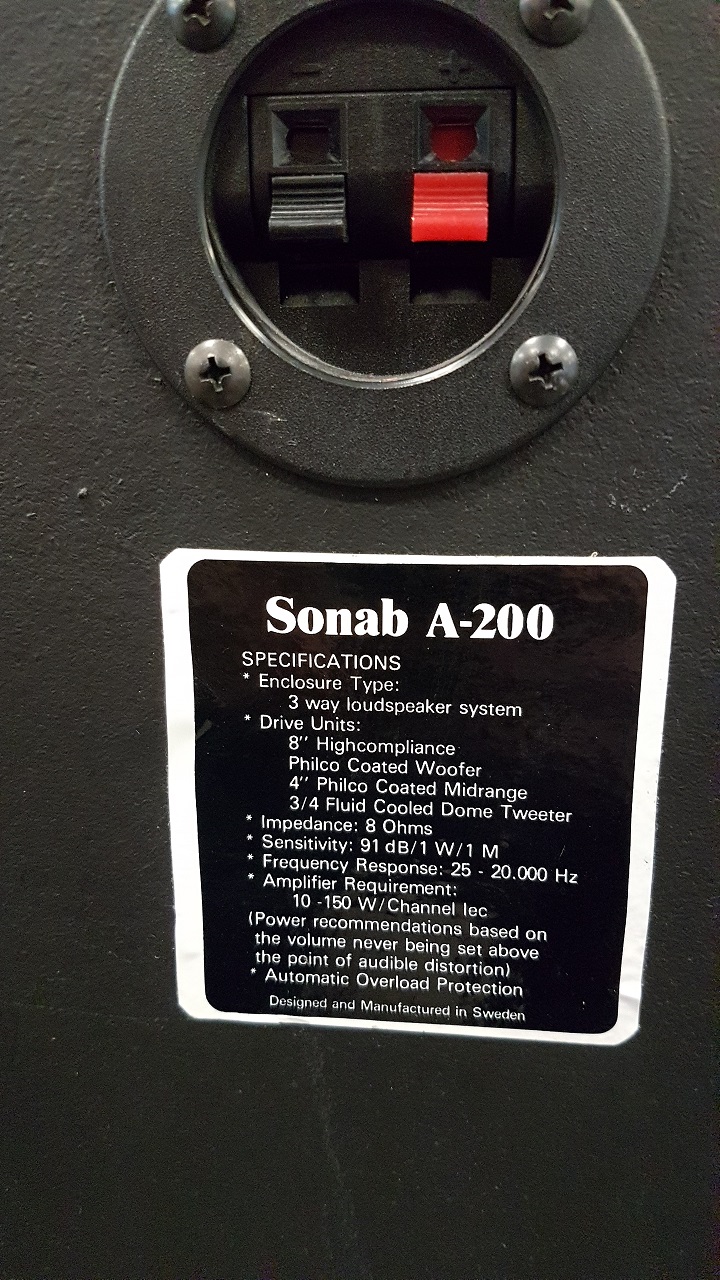 - +
Sonab A-200
SPECIFICATIONS
* Enclosure Type:
3 way loudspeaker system
* Drive Units:
8'' Highcompliance
Philco Coated Woofer
4'' Philco Coated Midrange
3/4 Fluid Cooled Dome Tweeter
* Impedance: 8 Ohms
* Sensitivity: 91 dB/1 W/1 M
* Frequency Response: 25 - 20.000 Hz
* Amplifier Requirement:
10 -150 W/Channel Iec
(Power recommendations based on
the volume never being set above
the point of audible distortion)
* Automatic Overload Protection
Designed and Manufactured in Sweden